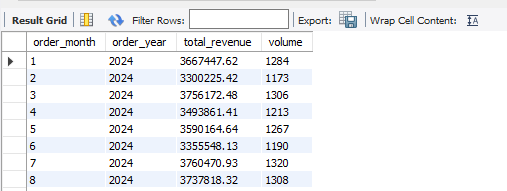 Result Grid Filter Rows: Export: Wrap Cell Content: IA
order_month order_year total_revenue volume
1 2024 3667447.62 1284
2 2024 3300225.42 1173
3 2024 3756172.48 1306
4 2024 3493861.41 1213
5 2024 3590164.64 1267
6 2024 3355548.13 1190
7 2024 3760470.93 1320
8 2024 3737818.32 1308